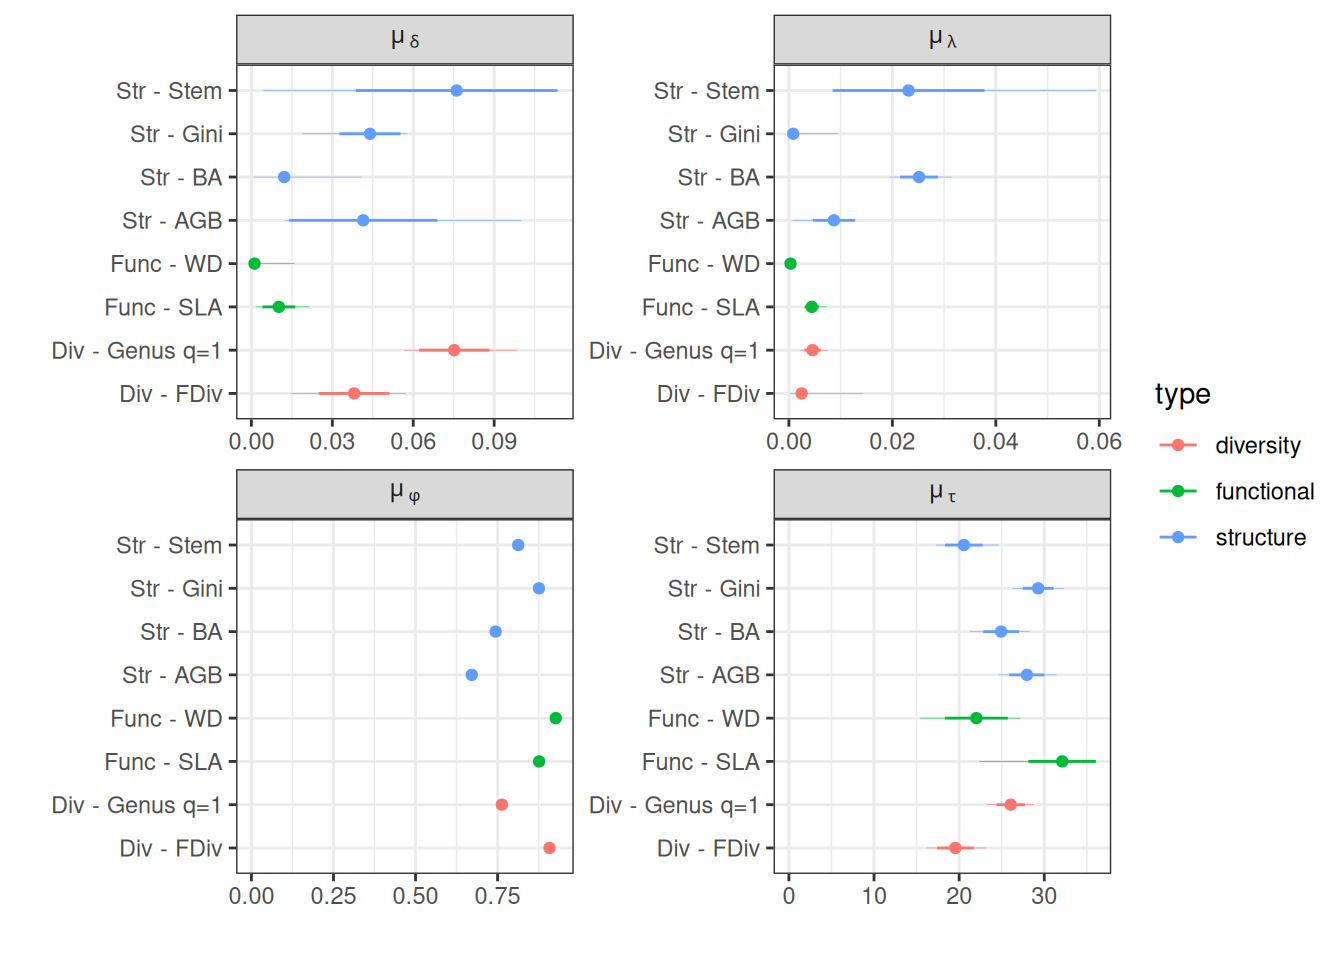 μ δ
Str - Stem
Str - Gini
Str - BA
Str - AGB
Func - WD
Func - SLA
Div - Genus q=1
Div - FDiv
0.00 0.03 0.06 0.09
μ λ
Str - Stem
Str - Gini
Str - BA
Str - AGB
Func - WD
Func - SLA
Div - Genus q=1
Div - FDiv
0.00 0.02 0.04 0.06
μ φ
Str - Stem
Str - Gini
Str - BA
Str - AGB
Func - WD
Func - SLA
Div - Genus q=1
Div - FDiv
0.00 0.25 0.50 0.75
μ τ
Str - Stem
Str - Gini
Str - BA
Str - AGB
Func - WD
Func - SLA
Div - Genus q=1
Div - FDiv
0 10 20 30
type
diversity
functional
structure